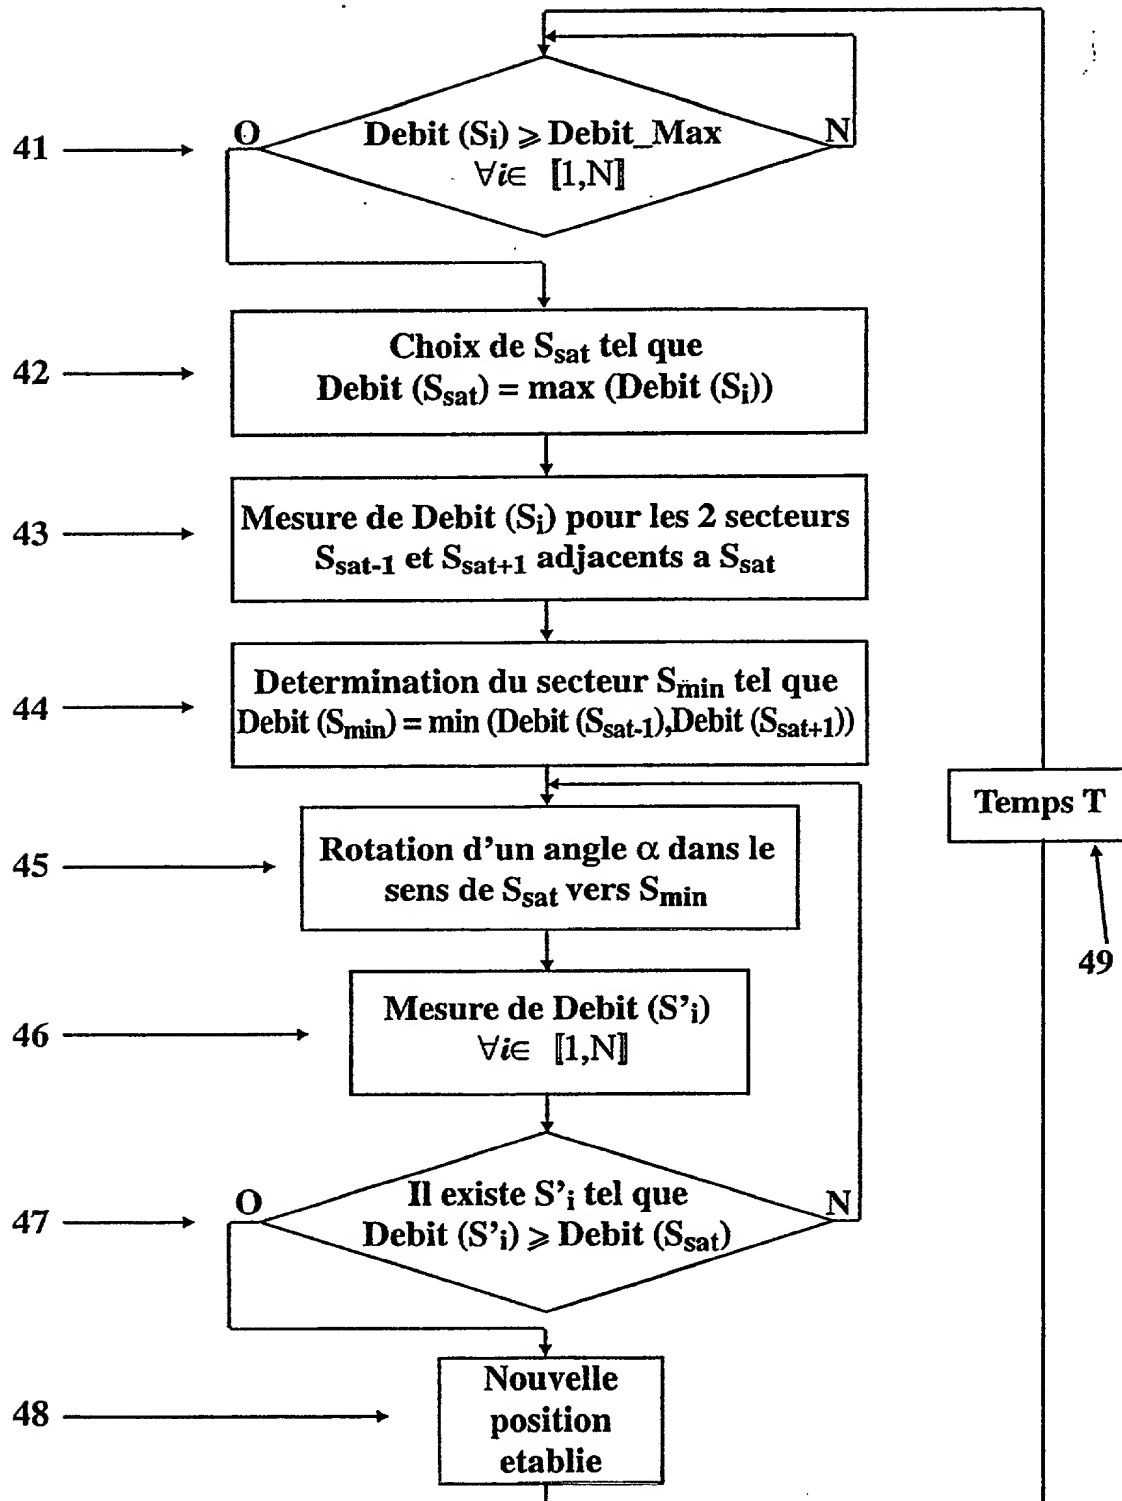 41
O
N
Debit (Si) ⩾ Debit_Max
∀i∈ ⟦1,N⟧
42
Choix de Ssat tel que
Debit (Ssat) = max (Debit (Si))
43
Mesure de Debit (Si) pour les 2 secteurs
Ssat-1 et Ssat+1 adjacents a Ssat
44
Determination du secteur Smin tel que
Debit (Smin) = min (Debit (Ssat-1),Debit (Ssat+1))
Temps T
49
45
Rotation d'un angle α dans le
sens de Ssat vers Smin
46
Mesure de Debit (S’i)
∀i∈ ⟦1,N⟧
47
O
N
Il existe S’i tel que
Debit (S’i) ⩾ Debit (Ssat)
48
Nouvelle
position
etablie